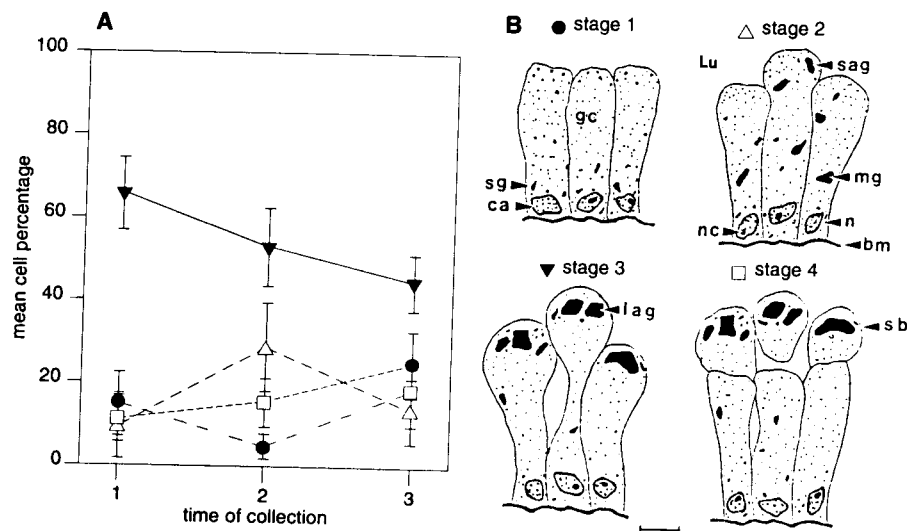 A
100
80
60
40
20
0
mean cell percentage
1 2 3
time of collection
B
● stage 1
△ stage 2
Lu
sag
gc
sg
ca
mg
nc
n
bm
▼ stage 3
□ stage 4
lag
sb